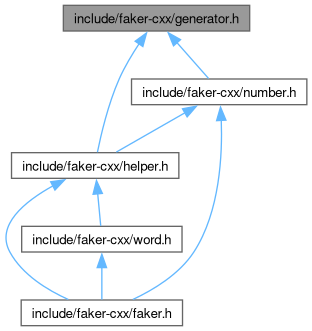 include/faker-cxx/generator.h
include/faker-cxx/number.h
include/faker-cxx/helper.h
include/faker-cxx/word.h
include/faker-cxx/faker.h